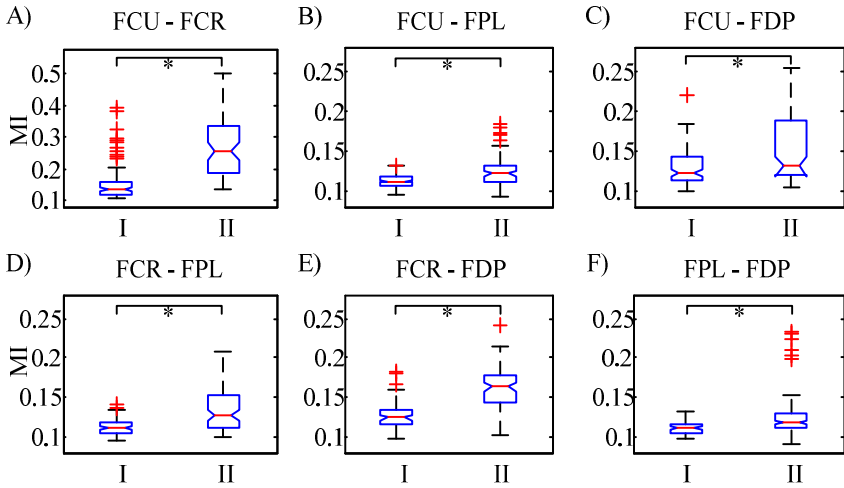 A) FCU - FCR
B) FCU - FPL
C) FCU - FDP
*
*
*
MI
0.5
0.4
0.3
0.2
0.1
0.25
0.2
0.15
0.1
0.25
0.2
0.15
0.1
I II
I II
I II
D) FCR - FPL
E) FCR - FDP
F) FPL - FDP
*
*
*
MI
0.25
0.2
0.15
0.1
0.25
0.2
0.15
0.1
0.25
0.2
0.15
0.1
I II
I II
I II